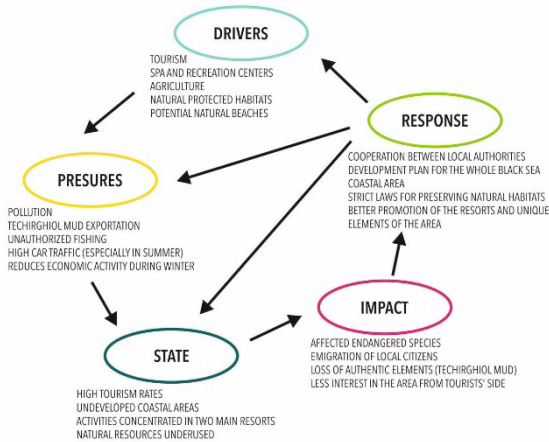 DRIVERS
TOURISM
SPA AND RECREATION CENTERS
AGRICULTURE
NATURAL PROTECTED HABITATS
POTENTIAL NATURAL BEACHES
RESPONSE
COOPERATION BETWEEN LOCAL AUTHORITIES
DEVELOPMENT PLAN FOR THE WHOLE BLACK SEA
COASTAL AREA
STRICT LAWS FOR PRESERVING NATURAL HABITATS
BETTER PROMOTION OF THE RESORTS AND UNIQUE
ELEMENTS OF THE AREA
PRESURES
POLLUTION
TECHIRGHIOL MUD EXPORTATION
UNAUTHORIZED FISHING
HIGH CAR TRAFFIC (ESPECIALLY IN SUMMER)
REDUCES ECONOMIC ACTIVITY DURING WINTER
IMPACT
AFFECTED ENDANGERED SPECIES
EMIGRATION OF LOCAL CITIZENS
LOSS OF AUTHENTIC ELEMENTS (TECHIRGHIOL MUD)
LESS INTEREST IN THE AREA FROM TOURISTS' SIDE
STATE
HIGH TOURISM RATES
UNDEVELOPED COASTAL AREAS
ACTIVITIES CONCENTRATED IN TWO MAIN RESORTS
NATURAL RESOURCES UNDERUSED